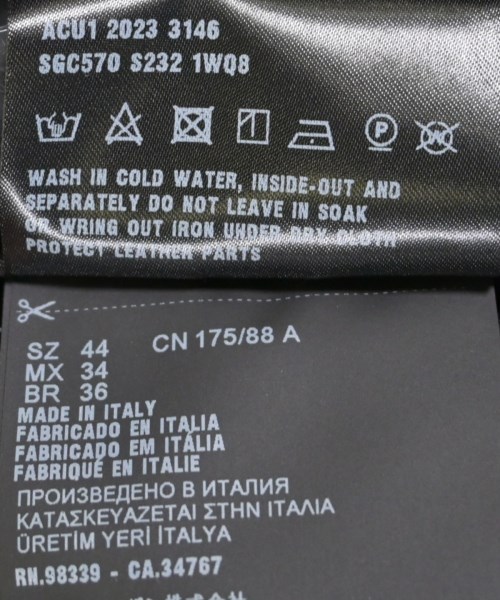 ACU1 2023 3146
SGC570 S232 1WQ8
P
WASH IN COLD WATER, INSIDE-OUT AND
SEPARATELY DO NOT LEAVE IN SOAK
OR WRING OUT IRON UNDER DRY CLOTH
PROTECT LEATHER PARTS
SZ 44 CN 175/88 A
MX 34
BR 36
MADE IN ITALY
FABRICADO EN ITALIA
FABRICADO EM ITÁLIA
FABRIQUÉ EN ITALIE
ПРОИЗВЕДЕНО В ИТАЛИЯ
ΚΑΤΑΣΚΕΥΑΖΕΤΑΙ ΣΤΗΝ ΙΤΑΛΙΑ
ÜRETİM YERİ İTALYA
RN.98339 - CA.34767